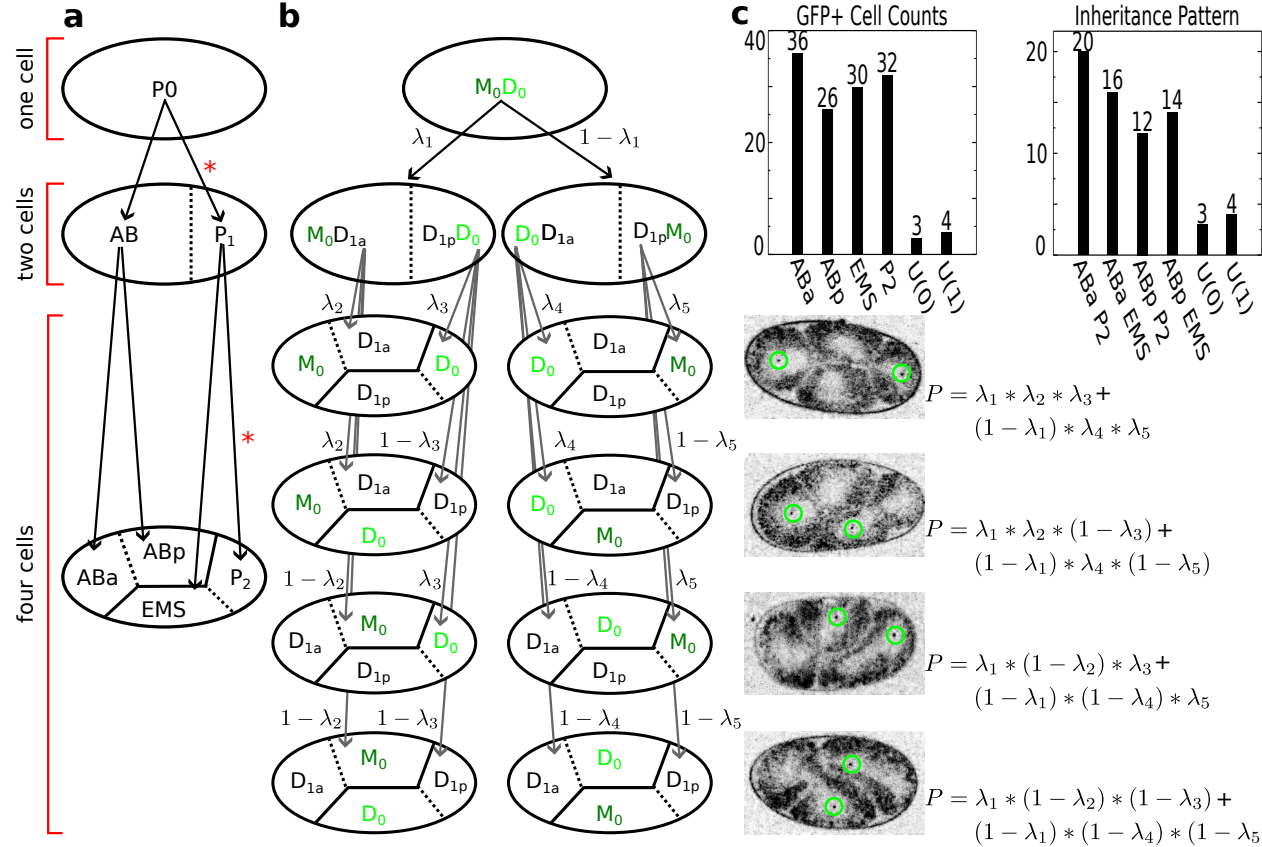 a
one cell
P0
*
two cells
AB
P1
*
four cells
ABa
ABp
P2
EMS
b
M0D0
λ1
1 − λ1
M0D1a
D1pD0
D0D1a
D1pM0
λ2
λ3
λ4
λ5
M0
D1a
D0
D1p
D0
D1a
M0
D1p
λ2
1 − λ3
λ4
1 − λ5
M0
D1a
D1p
D0
D0
D1a
D1p
M0
1 − λ2
λ3
1 − λ4
λ5
D1a
M0
D0
D1p
D1a
D0
M0
D1p
1 − λ2
1 − λ3
1 − λ4
1 − λ5
D1a
M0
D1p
D0
D1a
D0
D1p
M0
c
GFP+ Cell Counts
40
20
0
36
26
30
32
3
4
ABa
ABp
EMS
P2
U(0)
U(1)
Inheritance Pattern
20
15
10
5
0
20
16
12
14
3
4
ABa P2
ABa EMS
ABp P2
ABp EMS
U(0)
U(1)
P = λ1 ∗ λ2 ∗ λ3 +
(1 − λ1) ∗ λ4 ∗ λ5
P = λ1 ∗ λ2 ∗ (1 − λ3) +
(1 − λ1) ∗ λ4 ∗ (1 − λ5)
P = λ1 ∗ (1 − λ2) ∗ λ3 +
(1 − λ1) ∗ (1 − λ4) ∗ λ5
P = λ1 ∗ (1 − λ2) ∗ (1 − λ3) +
(1 − λ1) ∗ (1 − λ4) ∗ (1 − λ5